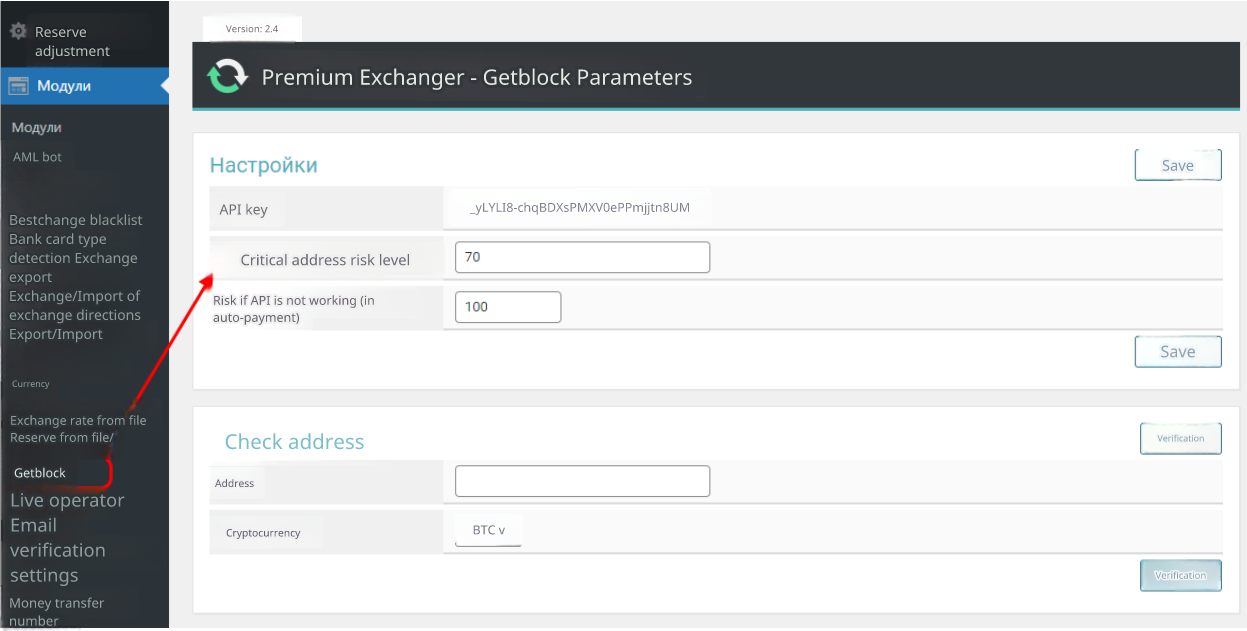 Reserve
adjustment
Модули
Модули
AML bot
Bestchange blacklist
Bank card type
detection Exchange
export
Exchange/Import of
exchange directions
Export/Import
Currency
Exchange rate from file
Reserve from file/
Getblock
Live operator
Email
verification
settings
Money transfer
number
Version: 2.4
Premium Exchanger - Getblock Parameters
Настройки
Save
API key
_yLYLI8-chqBDXsPMXV0ePPmjjtn8UM
Critical address risk level
70
Risk if API is not working (in
auto-payment)
100
Save
Check address
Verification
Address
Cryptocurrency
BTC v
Verification